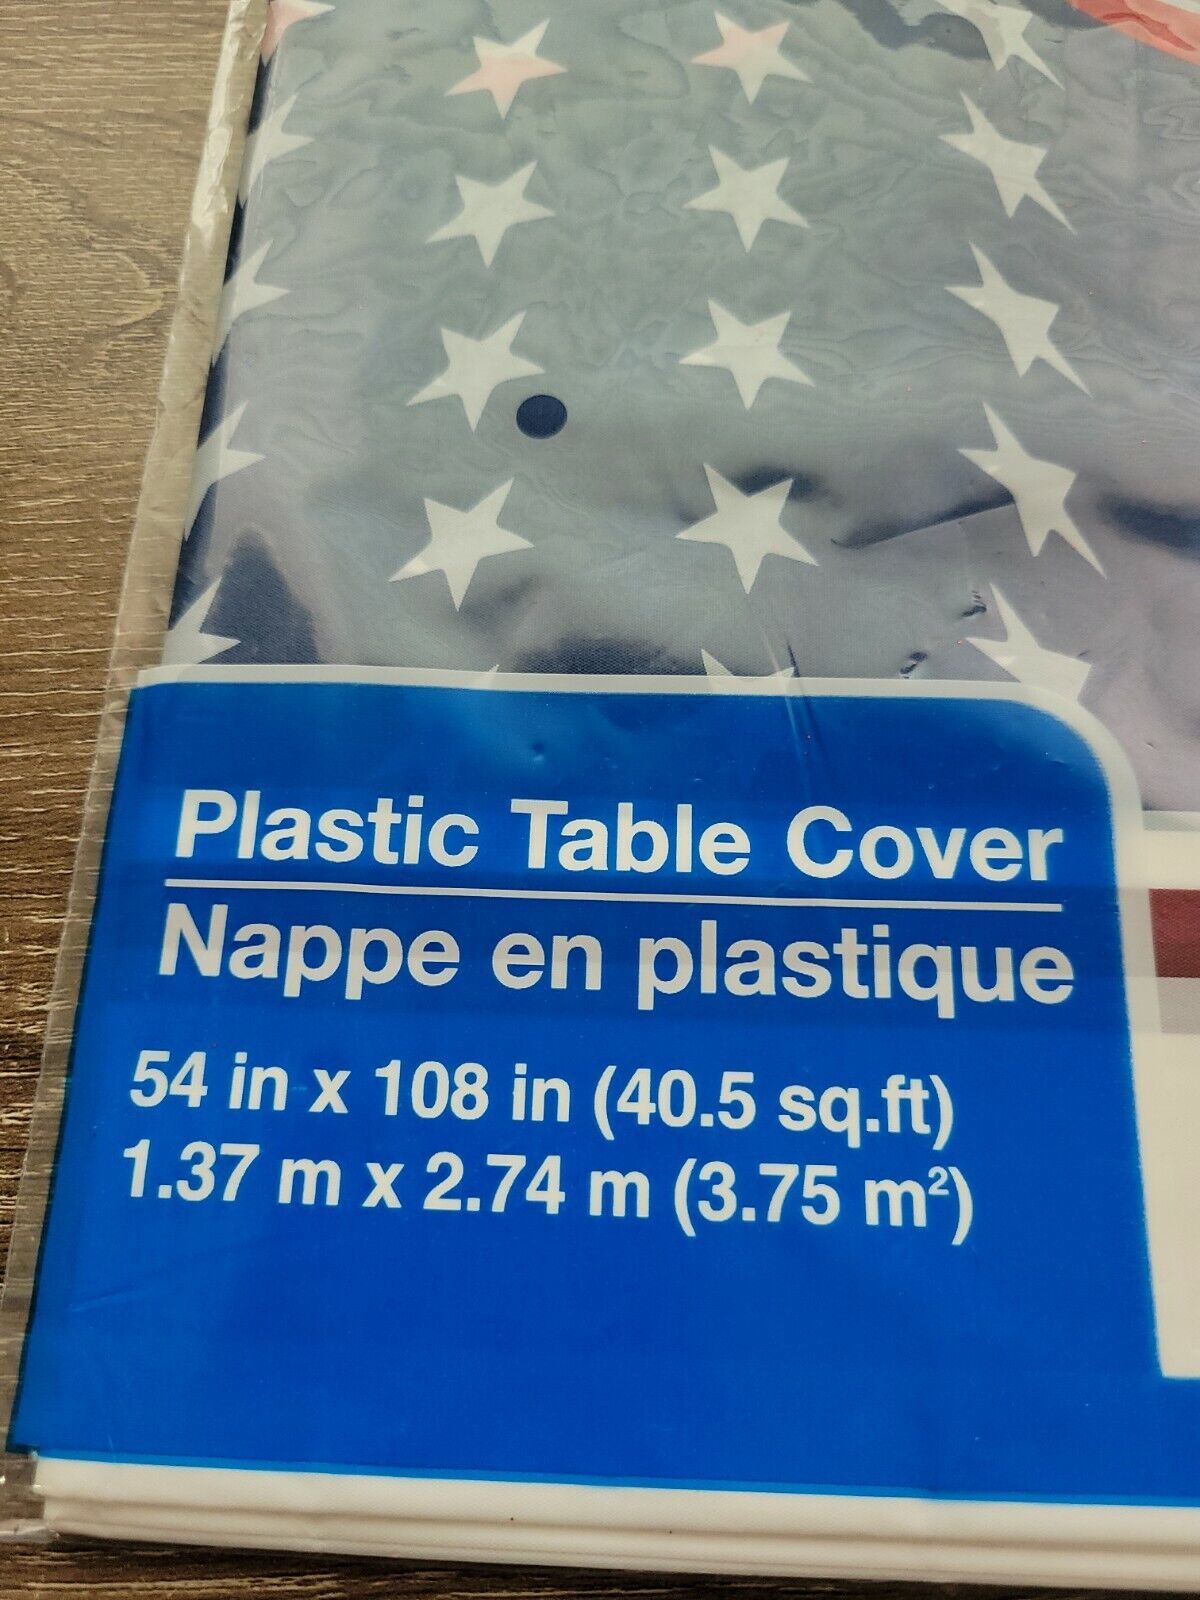 Plastic Table Cover
Nappe en plastique
54 in x 108 in (40.5 sq.ft)
1.37 m x 2.74 m (3.75 m²)